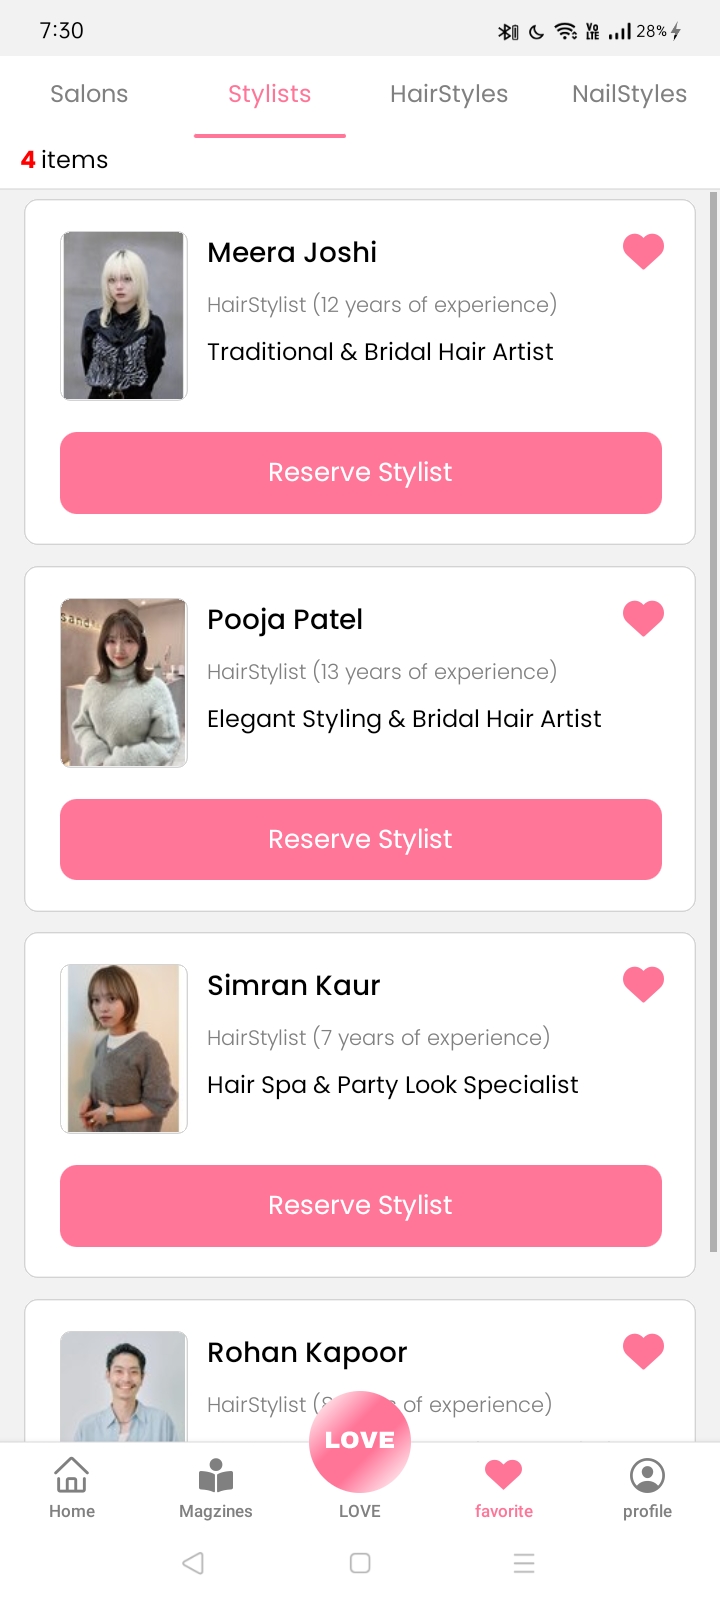 7:30
VO LTE 28%
Salons Stylists HairStyles NailStyles
4 items
Meera Joshi
HairStylist (12 years of experience)
Traditional & Bridal Hair Artist
Reserve Stylist
sand
Pooja Patel
HairStylist (13 years of experience)
Elegant Styling & Bridal Hair Artist
Reserve Stylist
Simran Kaur
HairStylist (7 years of experience)
Hair Spa & Party Look Specialist
Reserve Stylist
Rohan Kapoor
HairStylist ( of experience)
LOVE
Home Magzines LOVE favorite profile